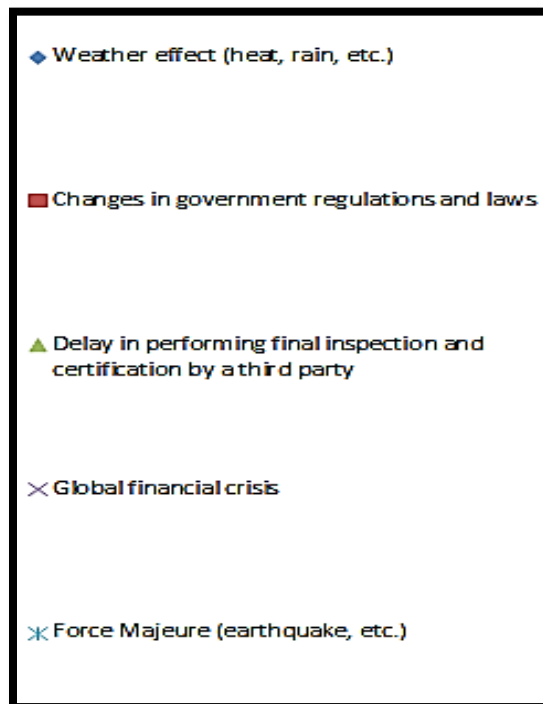 Weather effect (heat, rain, etc.)
Changes in government regulations and laws
Delay in performing final inspection and
certification by a third party
Global financial crisis
Force Majeure (earthquake, etc.)